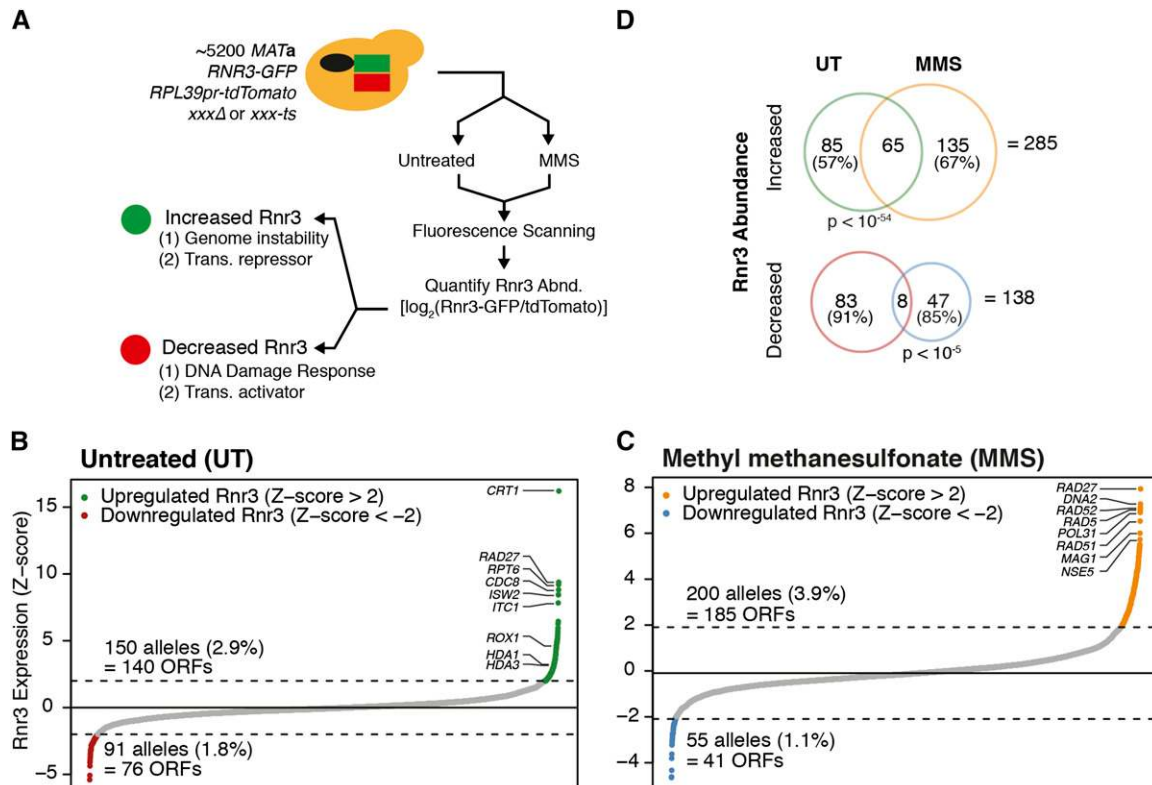 A
~5200 MATa
RNR3-GFP
RPL39pr-tdTomato
xxxΔ or xxx-ts
Untreated
MMS
Fluorescence Scanning
Quantify Rnr3 Abnd.
[log2(Rnr3-GFP/tdTomato)]
Increased Rnr3
(1) Genome instability
(2) Trans. repressor
Decreased Rnr3
(1) DNA Damage Response
(2) Trans. activator
D
UT
MMS
Rnr3 Abundance
Increased
85
(57%)
65
135
(67%)
= 285
p < 10-54
Decreased
83
(91%)
8
47
(85%)
= 138
p < 10-5
B
Untreated (UT)
Rnr3 Expression (Z-score)
15
10
5
0
−5
Upregulated Rnr3 (Z-score > 2)
Downregulated Rnr3 (Z-score < -2)
CRT1
RAD27
RPT6
CDC8
ISW2
ITC1
ROX1
HDA1
HDA3
150 alleles (2.9%)
= 140 ORFs
91 alleles (1.8%)
= 76 ORFs
C
Methyl methanesulfonate (MMS)
8
6
4
2
0
−2
−4
Upregulated Rnr3 (Z-score > 2)
Downregulated Rnr3 (Z-score < -2)
RAD27
DNA2
RAD52
RAD5
POL31
RAD51
MAG1
NSE5
200 alleles (3.9%)
= 185 ORFs
55 alleles (1.1%)
= 41 ORFs